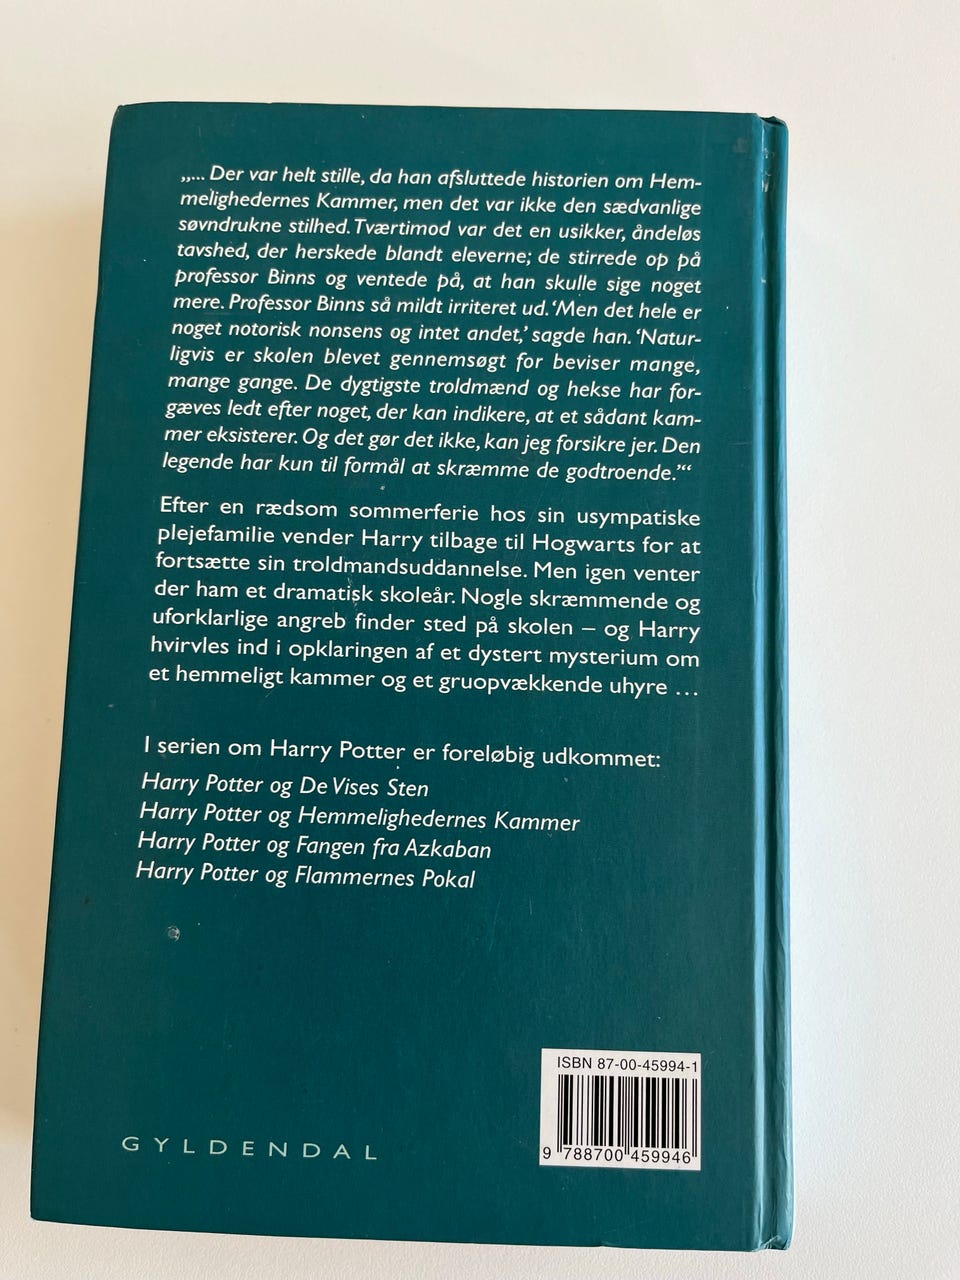 „... Der var helt stille, da han afsluttede historien om Hem-
melighedernes Kammer, men det var ikke den sædvanlige
søvndrukne stilhed. Tværtimod var det en usikker, åndeløs
tavshed, der herskede blandt eleverne; de stirrede op på
professor Binns og ventede på, at han skulle sige noget
mere. Professor Binns så mildt irriteret ud. ‘Men det hele er
noget notorisk nonsens og intet andet,’ sagde han. ‘Natur-
ligvis er skolen blevet gennemsøgt for beviser mange,
mange gange. De dygtigste troldmænd og hekse har for-
gæves ledt efter noget, der kan indikere, at et sådant kam-
mer eksisterer. Og det gør det ikke, kan jeg forsikre jer. Den
legende har kun til formål at skræmme de godtroende.’“
Efter en rædsom sommerferie hos sin usympatiske
plejefamilie vender Harry tilbage til Hogwarts for at
fortsætte sin troldmandsuddannelse. Men igen venter
der ham et dramatisk skoleår. Nogle skræmmende og
uforklarlige angreb finder sted på skolen – og Harry
hvirvles ind i opklaringen af et dystert mysterium om
et hemmeligt kammer og et gruopvækkende uhyre ...
I serien om Harry Potter er foreløbig udkommet:
Harry Potter og De Vises Sten
Harry Potter og Hemmelighedernes Kammer
Harry Potter og Fangen fra Azkaban
Harry Potter og Flammernes Pokal
ISBN 87-00-45994-1
9 788700 459946
GYLDENDAL